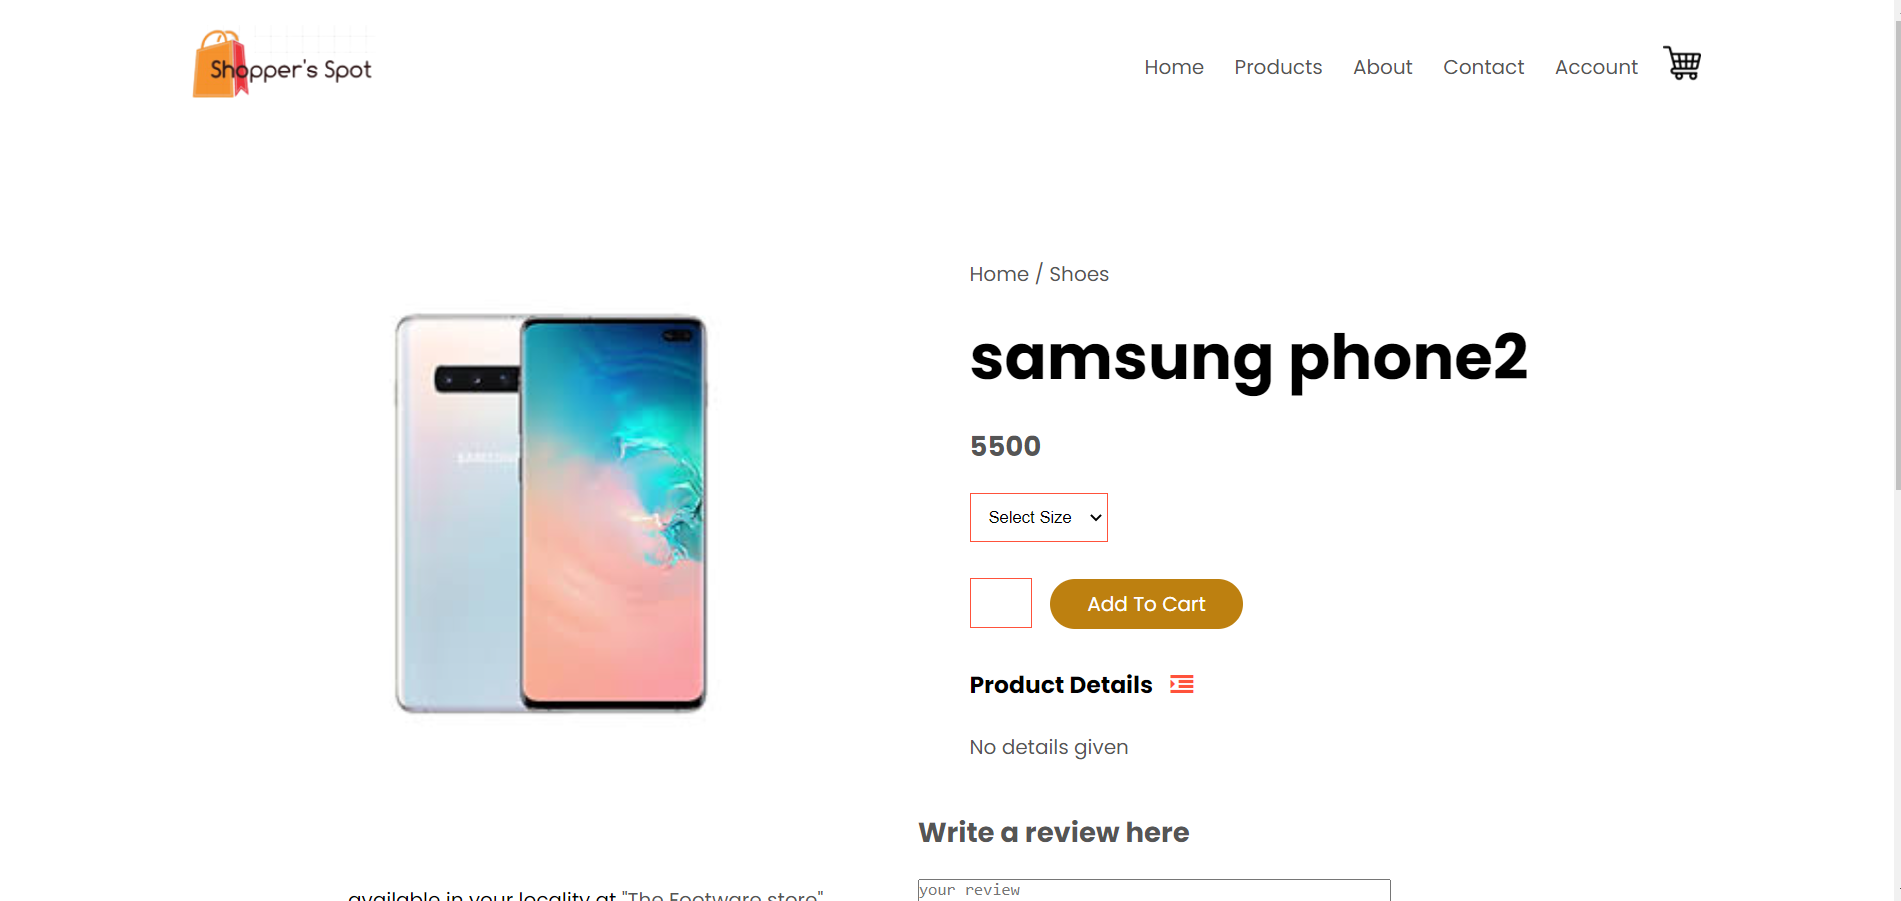 Shopper's Spot
Home Products About Contact Account
Home / Shoes
samsung phone2
5500
Select Size
Add To Cart
Product Details
No details given
Write a review here
your review
available in your locality at "The Footware store"
SAMSUNG